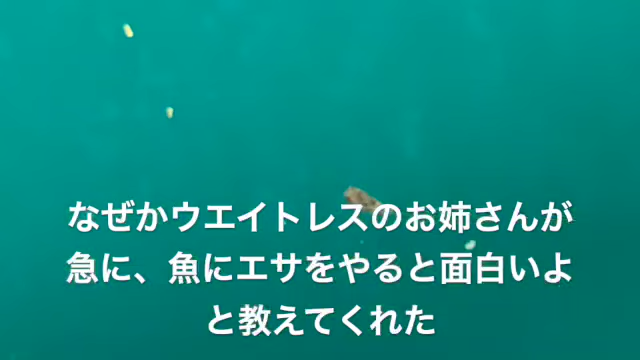 なぜかウエイトレスのお姉さんが
急に、魚にエサをやると面白いよ
と教えてくれた